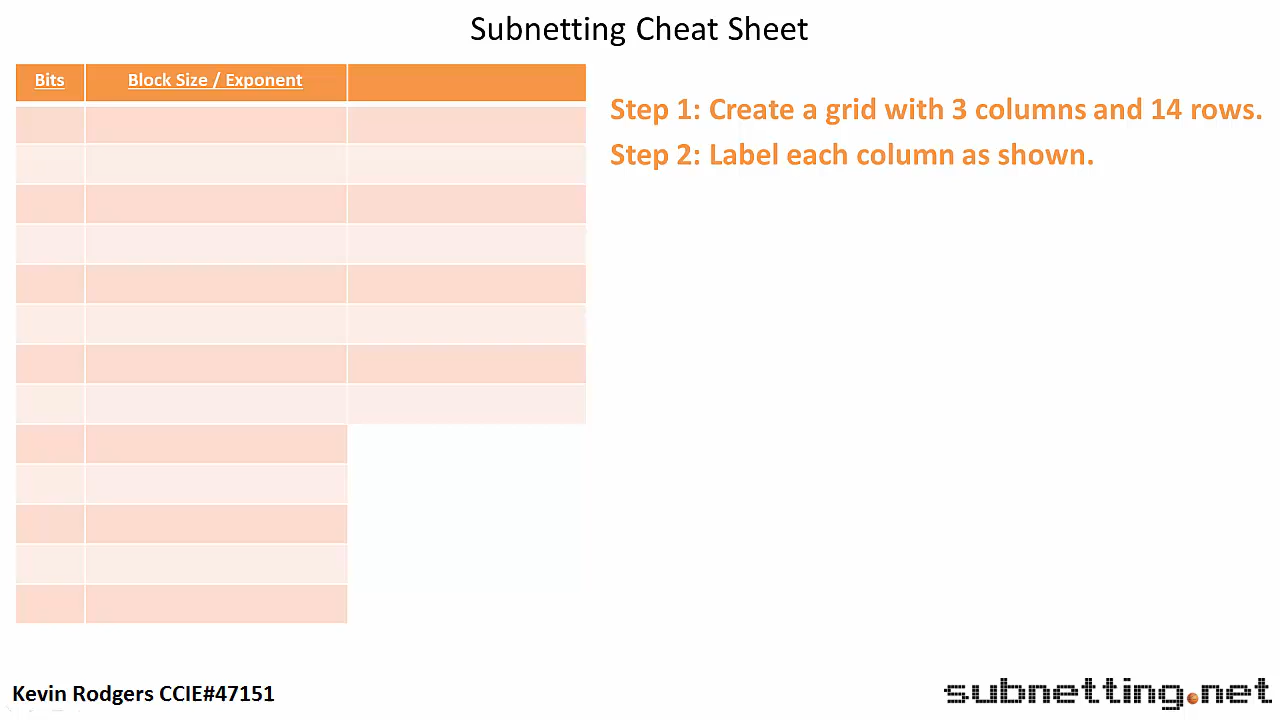 Subnetting Cheat Sheet
Bits Block Size / Exponent
Step 1: Create a grid with 3 columns and 14 rows.
Step 2: Label each column as shown.
Kevin Rodgers CCIE#47151
subnetting.net